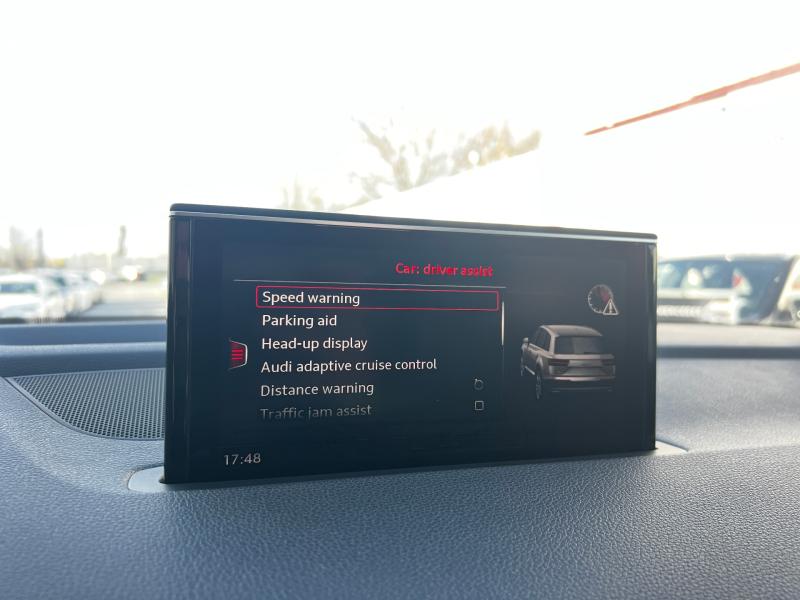 Car: driver assist
Speed warning
Parking aid
Head-up display
Audi adaptive cruise control
Distance warning
Traffic jam assist
17:48